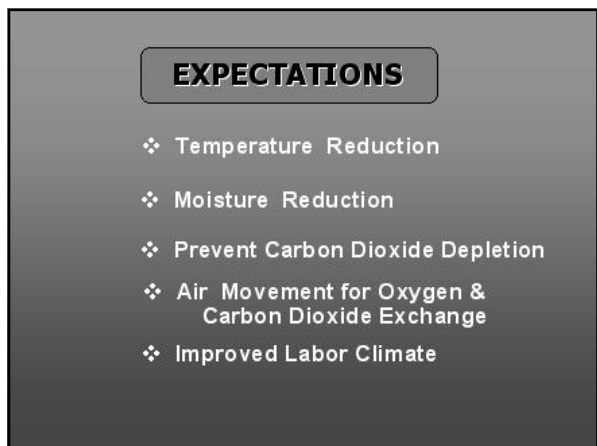 EXPECTATIONS
❖ Temperature Reduction
❖ Moisture Reduction
❖ Prevent Carbon Dioxide Depletion
❖ Air Movement for Oxygen &
Carbon Dioxide Exchange
❖ Improved Labor Climate